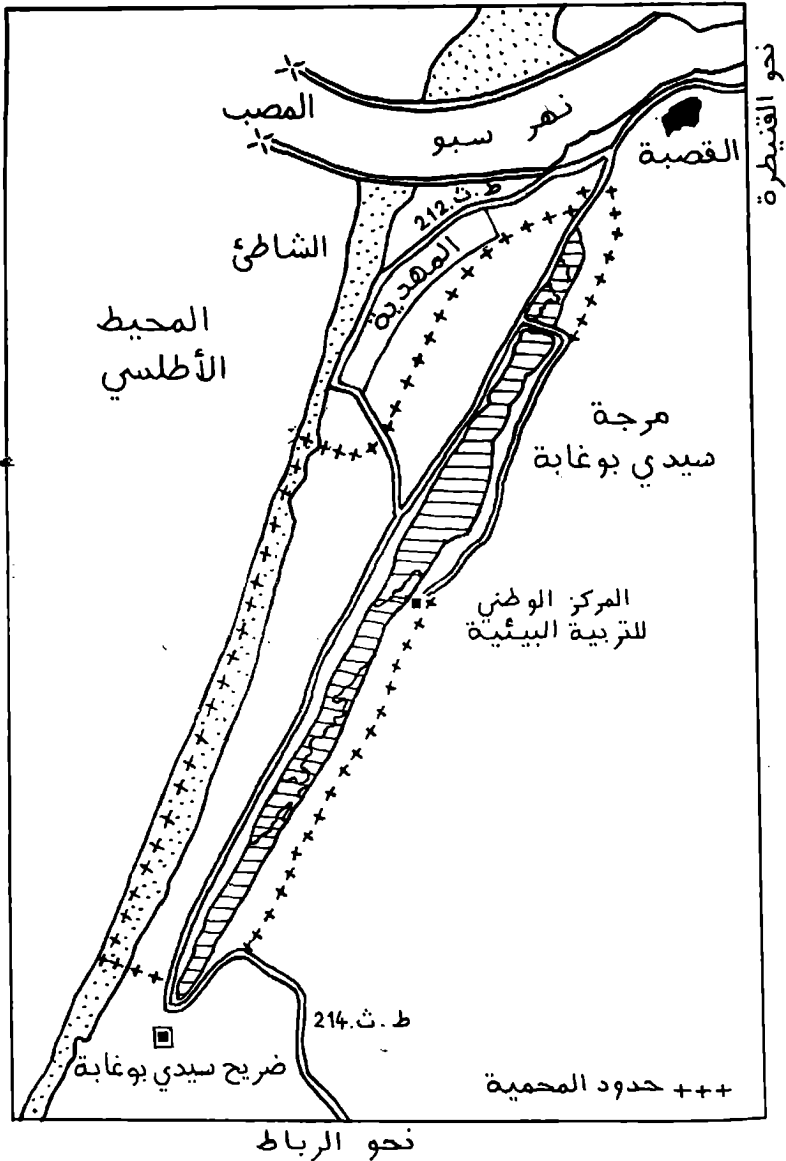 نحو القنيطرة
المصب
نهر سبو
القصبة
ط.ث.212
الشاطئ
المهدية
المحيط
الأطلسي
مرجة
سيدي بوغابة
المركز الوطني
للتربية البيئية
ط.ث.214
ضريح سيدي بوغابة
+++ حدود المحمية
نحو الرباط